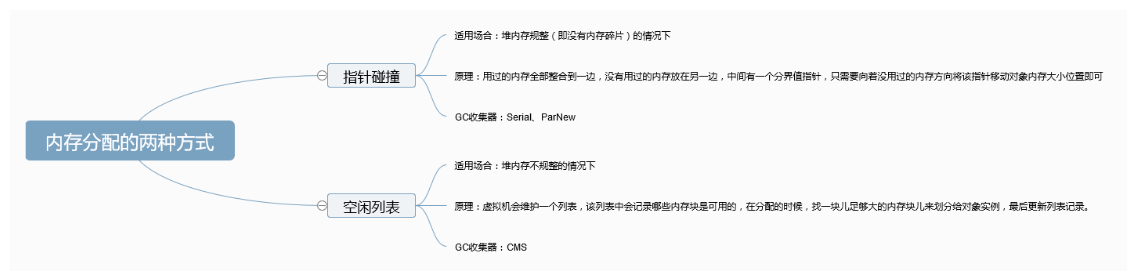 内存分配的两种方式
指针碰撞
适用场合：堆内存规整（即没有内存碎片）的情况下
原理：用过的内存全部整合到一边，没有用过的内存放在另一边，中间有一个分界值指针，只需要向着没用过的内存方向将该指针移动对象内存大小位置即可
GC收集器：Serial、ParNew
空闲列表
适用场合：堆内存不规整的情况下
原理：虚拟机会维护一个列表，该列表中会记录哪些内存块是可用的，在分配的时候，找一块儿足够大的内存块儿来划分给对象实例，最后更新列表记录。
GC收集器：CMS